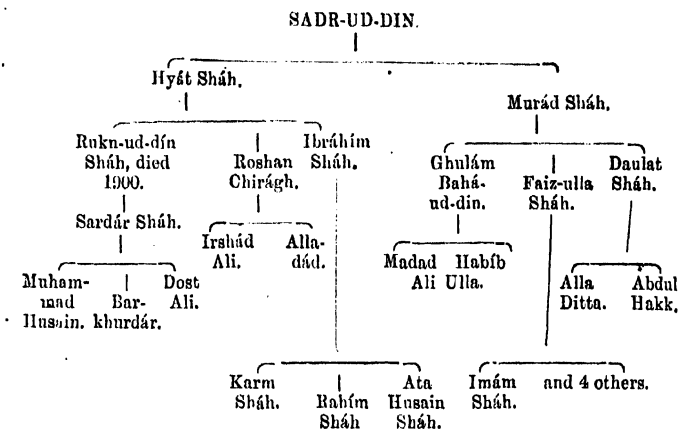 SADR-UD-DIN.
Hyát Sháh.
Murád Sháh.
Rukn-ud-dín
Sháh, died
1900.
Roshan
Chirágh.
Ibráhím
Sháh.
Ghulám
Bahá-
ud-din.
Faiz-ulla
Sháh.
Daulat
Sháh.
Sardár Sháh.
Irshád
Ali.
Alla-
dád.
Madad
Ali
Habíb
Ulla.
Alla
Ditta.
Abdul
Hakk.
Muham-
mad
Husain.
Bar-
khurdár.
Dost
Ali.
Karm
Sháh.
Rahím
Sháh
Ata
Husain
Sháh.
Imám
Sháh.
and 4 others.